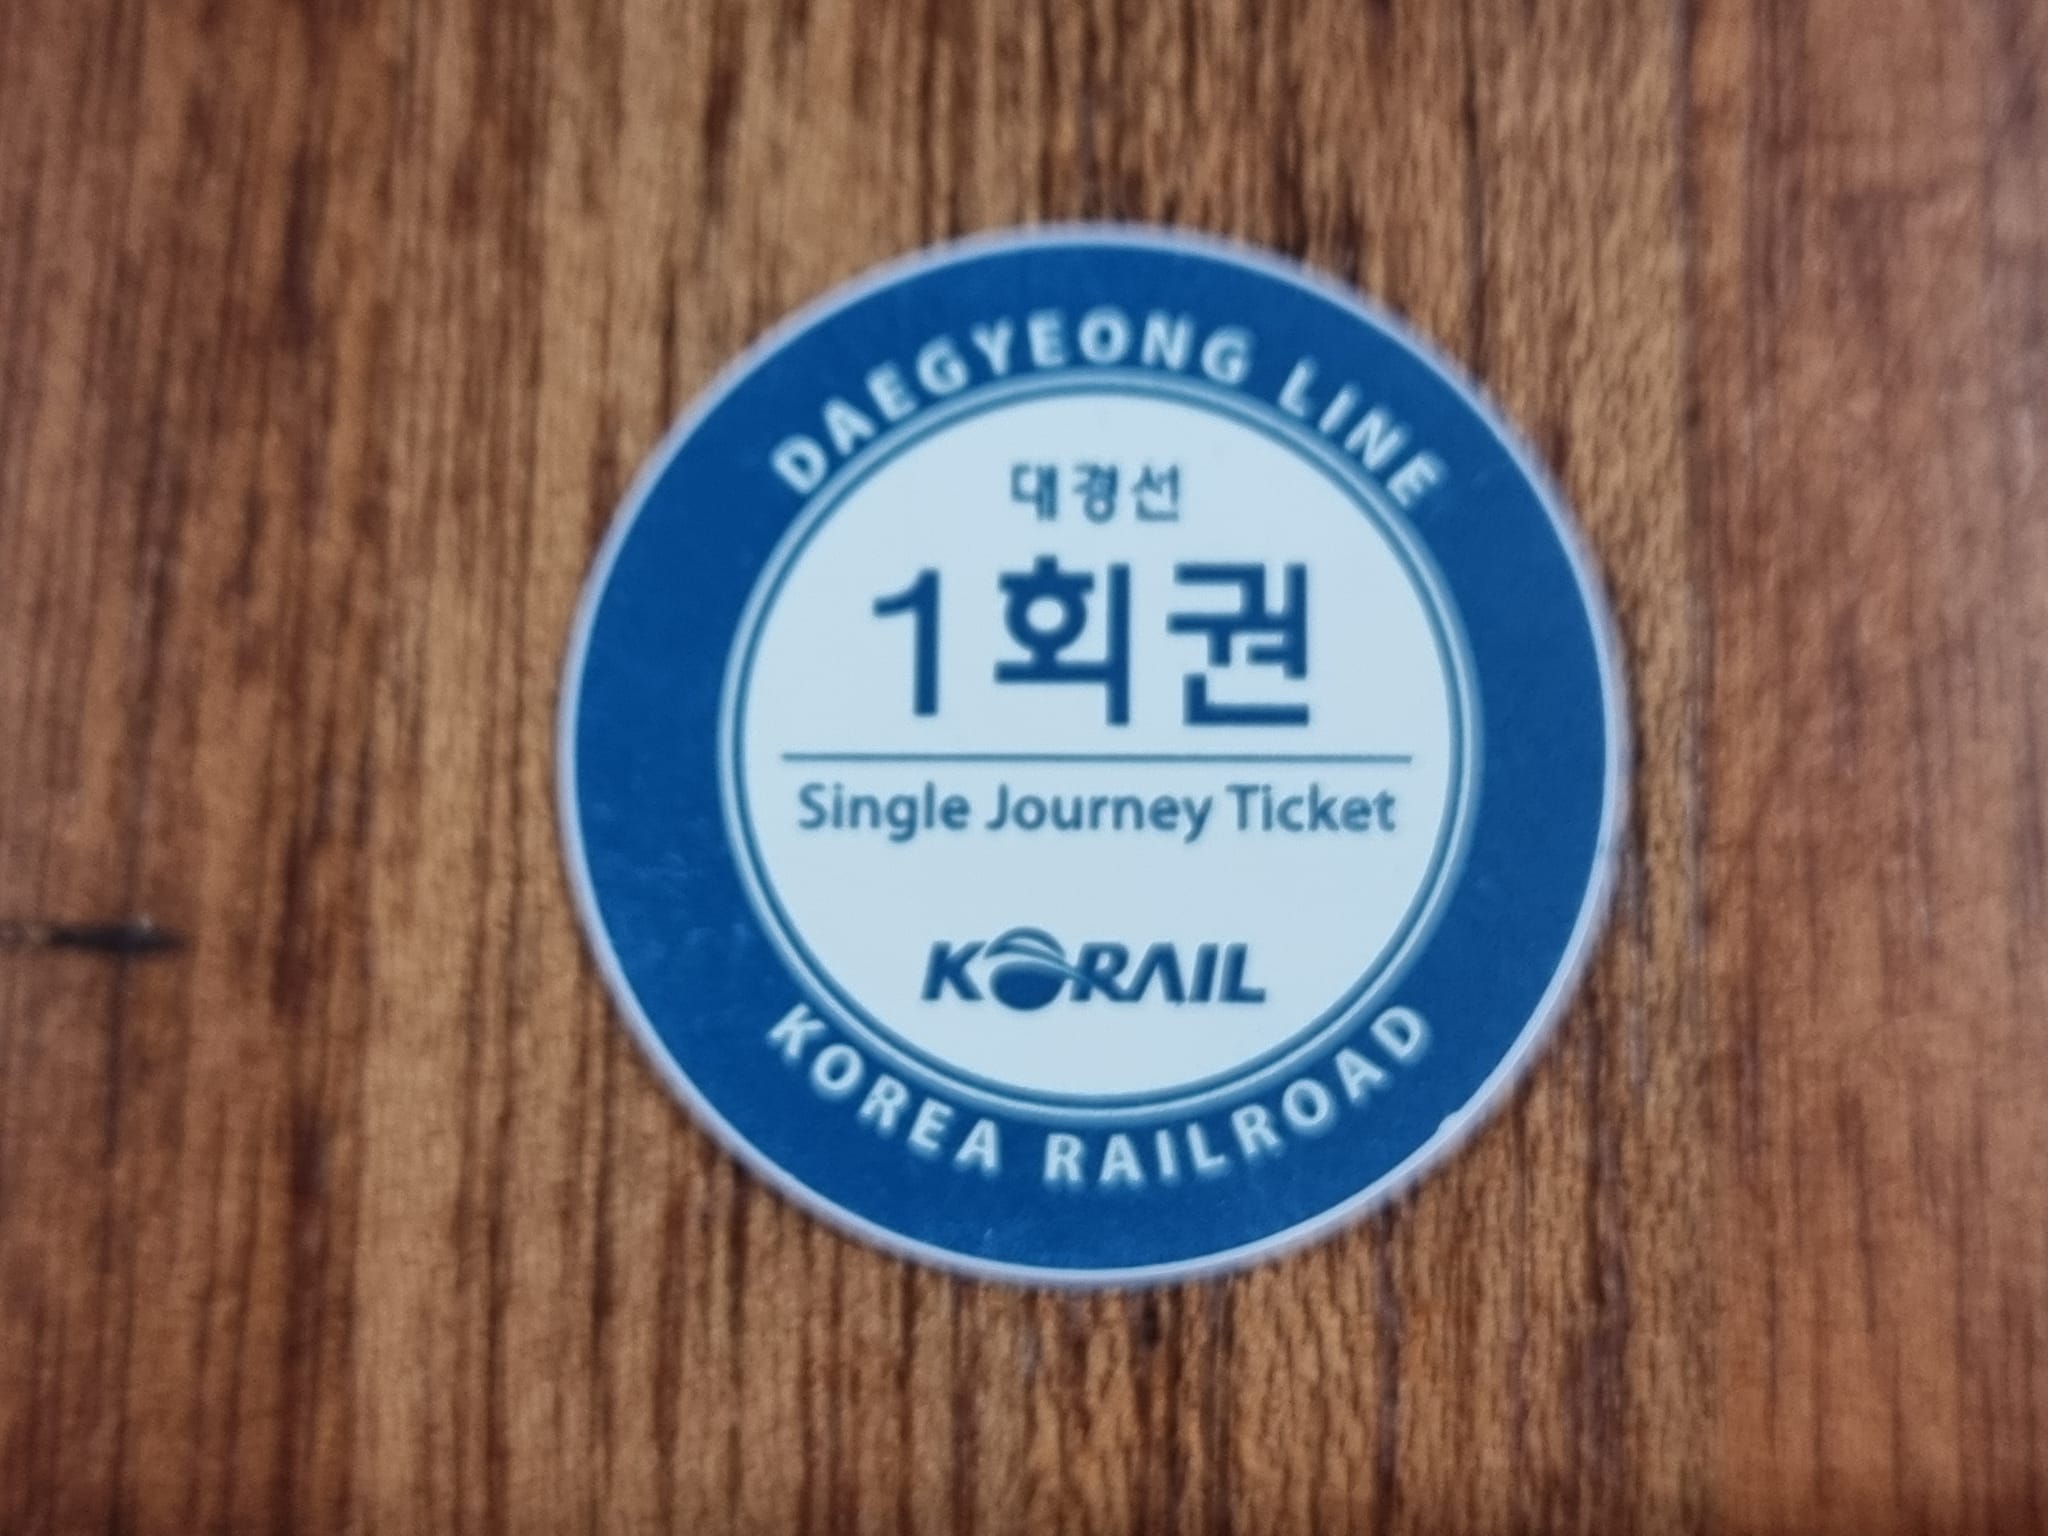 DAEGYEONG LINE
대경선
1회권
Single Journey Ticket
KORAIL
KOREA RAILROAD